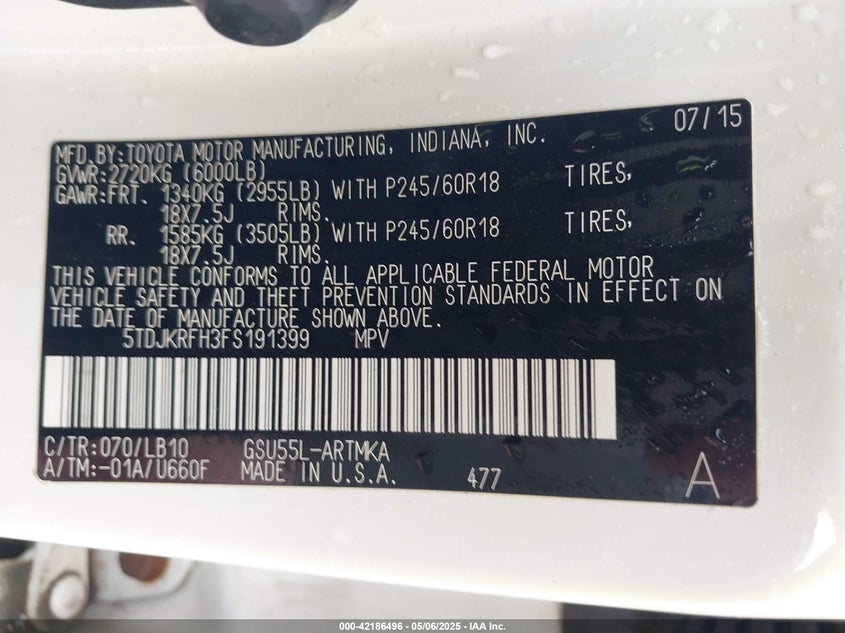 07/15
MFD.BY:TOYOTA MOTOR MANUFACTURING, INDIANA, INC.
GVWR:2720KG (6000LB)
GAWR:FRT. 1340KG (2955LB) WITH P245/60R18 TIRES,
18X7.5J RIMS.
RR. 1585KG (3505LB) WITH P245/60R18 TIRES,
18X7.5J RIMS.
THIS VEHICLE CONFORMS TO ALL APPLICABLE FEDERAL MOTOR
VEHICLE SAFETY AND THEFT PREVENTION STANDARDS IN EFFECT ON
THE DATE OF MANUFACTURE SHOWN ABOVE.
5TDJKRFH3FS191399 MPV
C/TR:070/LB10 GSU55L-ARTMKA
A/TM:-01A/U660F MADE IN U.S.A. 477 A
000-42186496 - 05/06/2025 - IAA Inc.